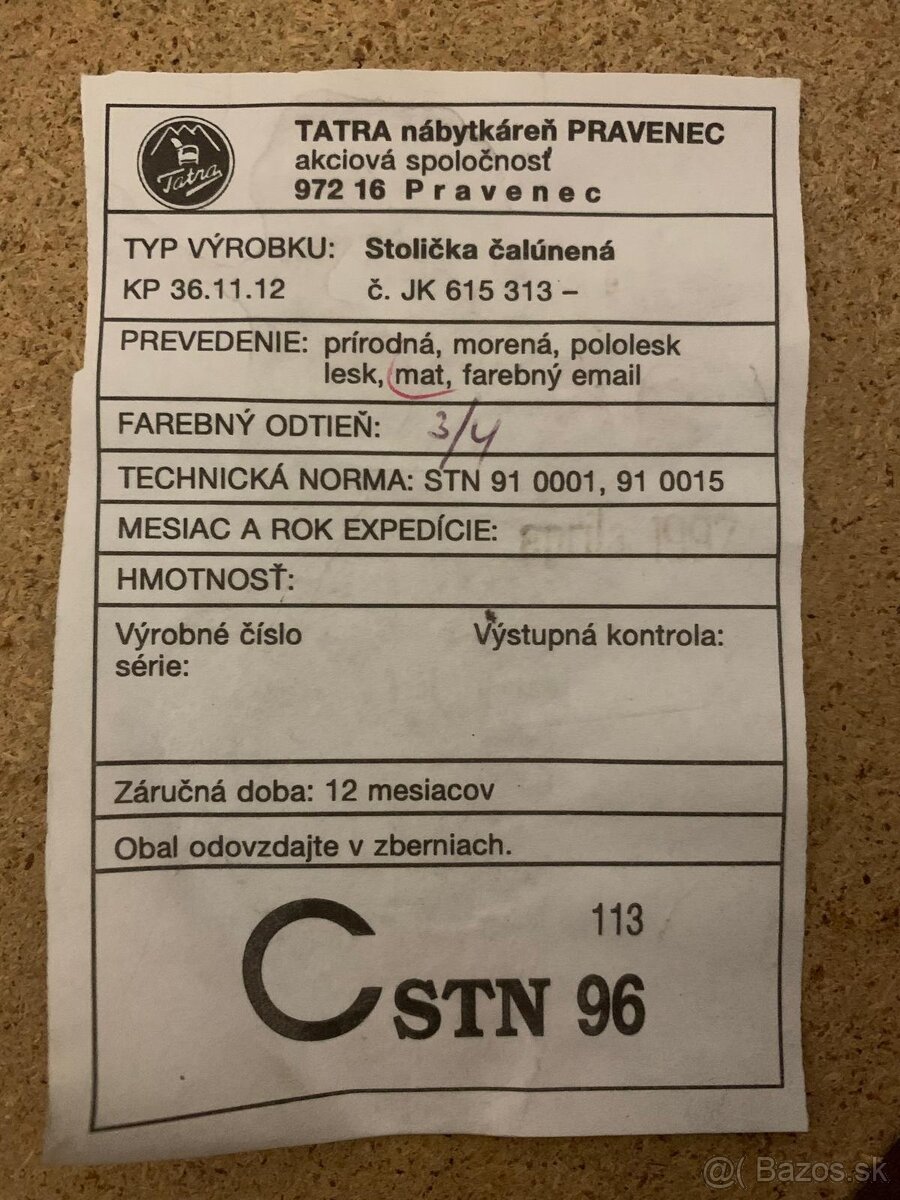 Tatra
TATRA nábytkáreň PRAVENEC
akciová spoločnosť
972 16 Pravenec
TYP VÝROBKU: Stolička čalúnená
KP 36.11.12 č. JK 615 313 –
PREVEDENIE: prírodná, morená, pololesk
lesk, mat, farebný email
FAREBNÝ ODTIEŇ: 3/4
TECHNICKÁ NORMA: STN 91 0001, 91 0015
MESIAC A ROK EXPEDÍCIE:
HMOTNOSŤ:
Výrobné číslo Výstupná kontrola:
série:
Záručná doba: 12 mesiacov
Obal odovzdajte v zberniach.
113
C STN 96
@( Bazos.sk